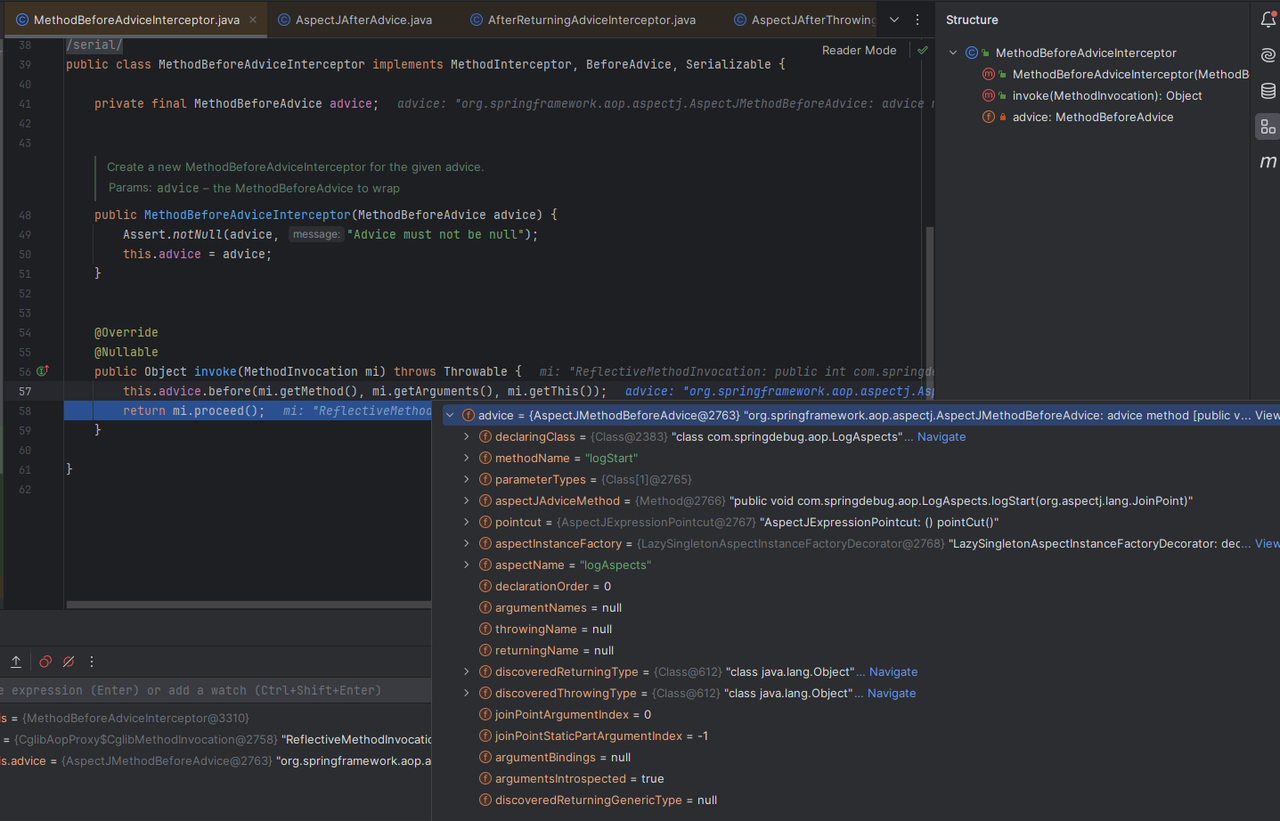 MethodBeforeAdviceInterceptor.java
AspectJAfterAdvice.java
AfterReturningAdviceInterceptor.java
AspectJAfterThrowing
Reader Mode
38 /serial/
39 public class MethodBeforeAdviceInterceptor implements MethodInterceptor, BeforeAdvice, Serializable {
40
41 private final MethodBeforeAdvice advice; advice: "org.springframework.aop.aspectj.AspectJMethodBeforeAdvice: advice
42
43
Create a new MethodBeforeAdviceInterceptor for the given advice.
Params: advice – the MethodBeforeAdvice to wrap
48 public MethodBeforeAdviceInterceptor(MethodBeforeAdvice advice) {
49 Assert.notNull(advice, message: "Advice must not be null");
50 this.advice = advice;
51 }
52
53
54 @Override
55 @Nullable
56 public Object invoke(MethodInvocation mi) throws Throwable { mi: "ReflectiveMethodInvocation: public int com.springde
57 this.advice.before(mi.getMethod(), mi.getArguments(), mi.getThis()); advice: "org.springframework.aop.aspectj.Asp
58 return mi.proceed(); mi: "ReflectiveMethod
59 }
60
61 }
62
Structure
MethodBeforeAdviceInterceptor
MethodBeforeAdviceInterceptor(MethodB
invoke(MethodInvocation): Object
advice: MethodBeforeAdvice
m
advice = {AspectJMethodBeforeAdvice@2763} "org.springframework.aop.aspectj.AspectJMethodBeforeAdvice: advice method [public v... View
declaringClass = {Class@2383} "class com.springdebug.aop.LogAspects"... Navigate
methodName = "logStart"
parameterTypes = {Class[1]@2765}
aspectJAdviceMethod = {Method@2766} "public void com.springdebug.aop.LogAspects.logStart(org.aspectj.lang.JoinPoint)"
pointcut = {AspectJExpressionPointcut@2767} "AspectJExpressionPointcut: () pointCut()"
aspectInstanceFactory = {LazySingletonAspectInstanceFactoryDecorator@2768} "LazySingletonAspectInstanceFactoryDecorator: dec... View
aspectName = "logAspects"
declarationOrder = 0
argumentNames = null
throwingName = null
returningName = null
discoveredReturningType = {Class@612} "class java.lang.Object"... Navigate
discoveredThrowingType = {Class@612} "class java.lang.Object"... Navigate
joinPointArgumentIndex = 0
joinPointStaticPartArgumentIndex = -1
argumentBindings = null
argumentsIntrospected = true
discoveredReturningGenericType = null
e expression (Enter) or add a watch (Ctrl+Shift+Enter)
is = {MethodBeforeAdviceInterceptor@3310}
= {CglibAopProxy$CglibMethodInvocation@2758} "ReflectiveMethodInvocatio
is.advice = {AspectJMethodBeforeAdvice@2763} "org.springframework.aop.a